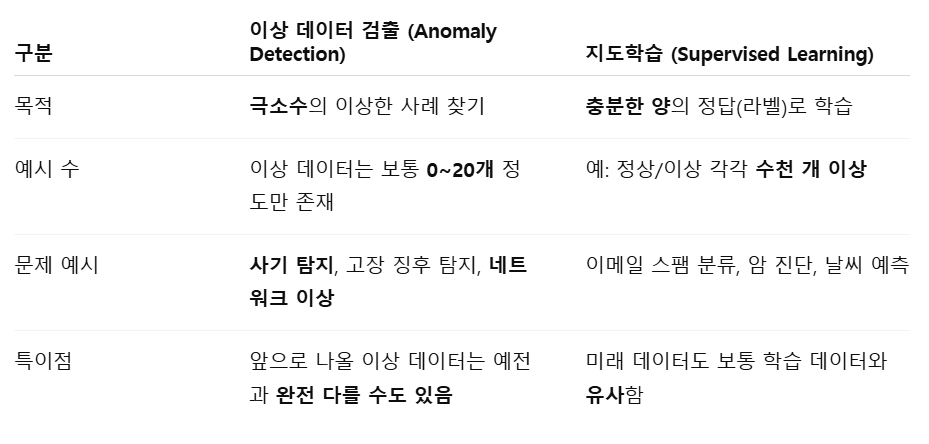 구분
이상 데이터 검출 (Anomaly
Detection)
지도학습 (Supervised Learning)
목적
극소수의 이상한 사례 찾기
충분한 양의 정답(라벨)로 학습
예시 수
이상 데이터는 보통 0~20개 정
도만 존재
예: 정상/이상 각각 수천 개 이상
문제 예시
사기 탐지, 고장 징후 탐지, 네트
워크 이상
이메일 스팸 분류, 암 진단, 날씨 예측
특이점
앞으로 나올 이상 데이터는 예전
과 완전 다를 수도 있음
미래 데이터도 보통 학습 데이터와
유사함